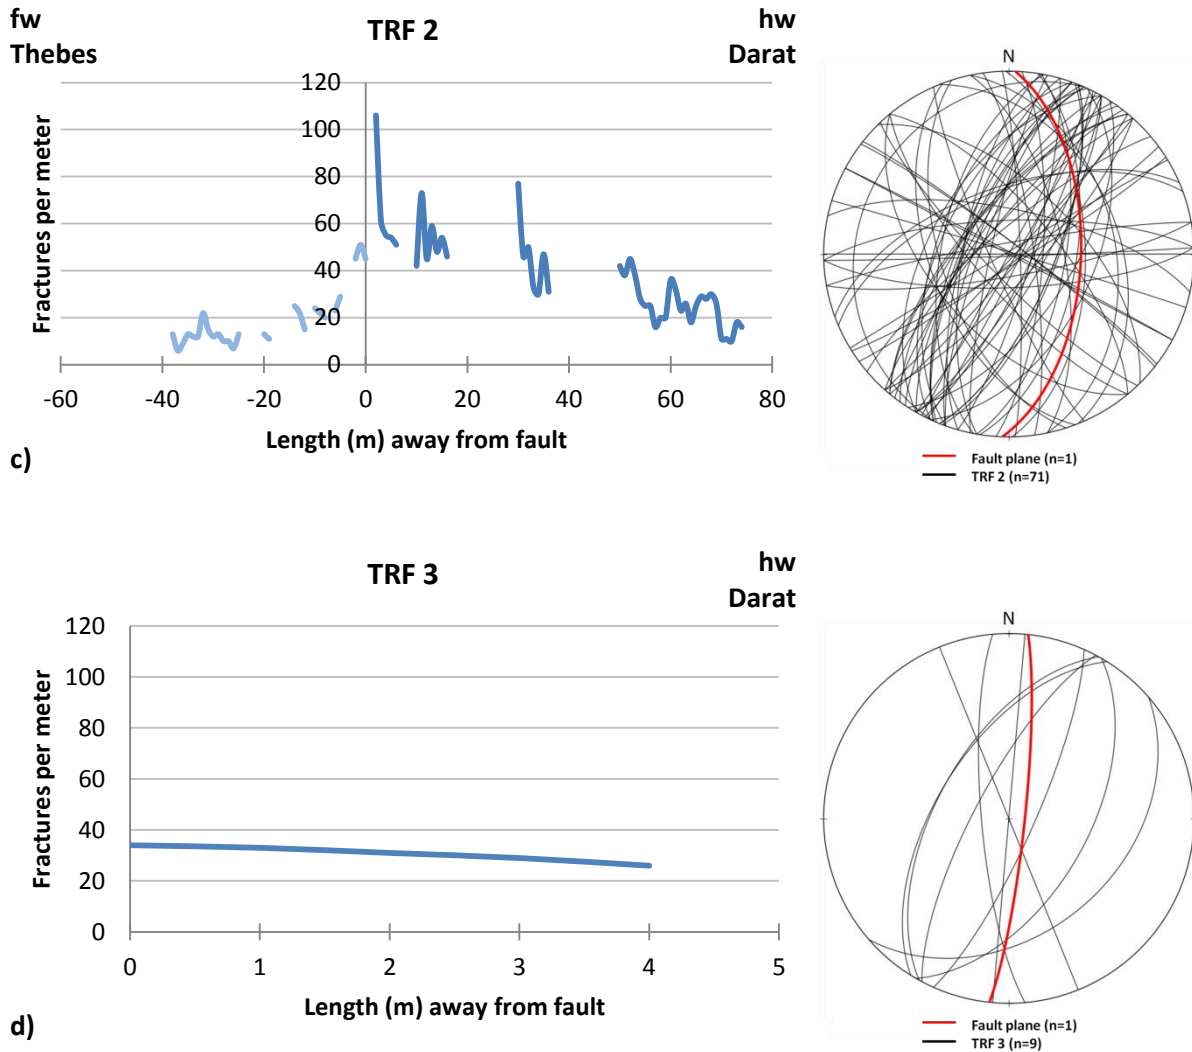 fw
Thebes
TRF 2
hw
Darat
Fractures per meter
120
100
80
60
40
20
0
-60
-40
-20
0
20
40
60
80
Length (m) away from fault
c)
N
Fault plane (n=1)
TRF 2 (n=71)
TRF 3
hw
Darat
Fractures per meter
120
100
80
60
40
20
0
0
1
2
3
4
5
Length (m) away from fault
d)
N
Fault plane (n=1)
TRF 3 (n=9)